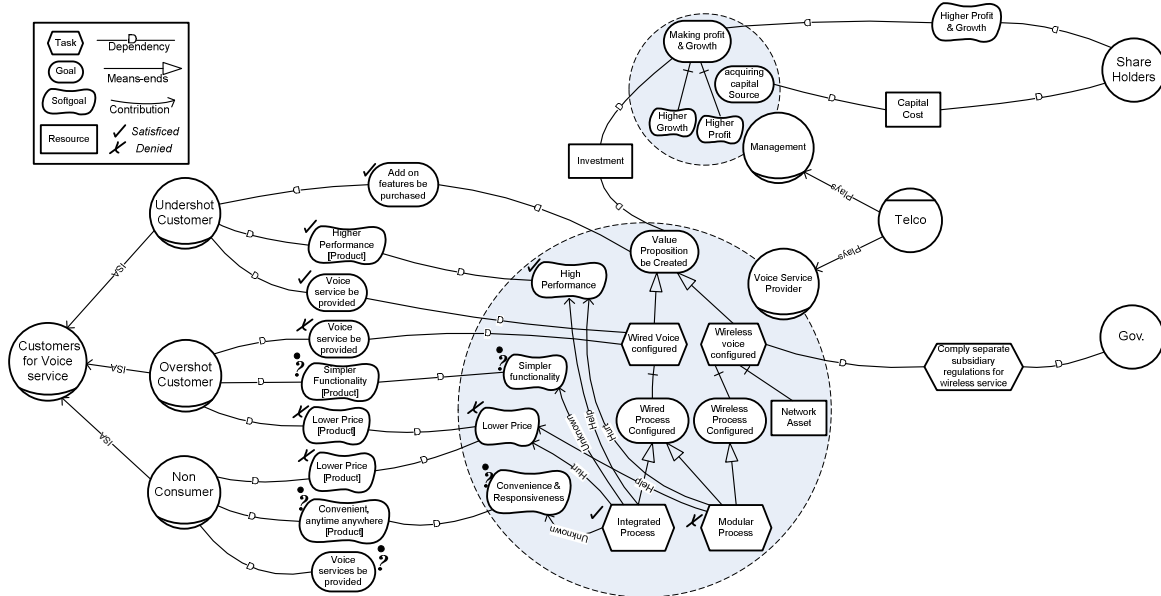 Task
D
Dependency
Goal
Means-ends
Softgoal
Contribution
Resource
Satisficed
Denied
Making profit
& Growth
acquiring
capital
Source
Higher
Growth
Higher
Profit
Management
D
Higher Profit
& Growth
D
Share
Holders
D
Capital
Cost
D
D
Investment
D
Plays
Telco
Plays
Voice Service
Provider
Undershot
Customer
D
Add on
features be
purchased
D
D
Higher
Performance
[Product]
D
D
Voice
service be
provided
D
ISA
Customers
for Voice
service
ISA
ISA
Overshot
Customer
D
Voice
service be
provided
D
D
?
Simpler
Functionality
[Product]
D
D
Lower Price
[Product]
D
Non
Consumer
D
Lower Price
[Product]
D
D
?
Convenient,
anytime anywhere
[Product]
D
D
Voice
services be
provided
?
Value
Proposition
be Created
High
Performance
Wired Voice
configured
Wireless
voice
configured
?
Simpler
functionality
Lower Price
?
Convenience &
Responsiveness
Wired
Process
Configured
Wireless
Process
Configured
Network
Asset
Help
Hurt
Unknown
Hurt
Help
Unknown
Integrated
Process
Modular
Process
D
Comply separate
subsidiary
regulations for
wireless service
D
Gov.